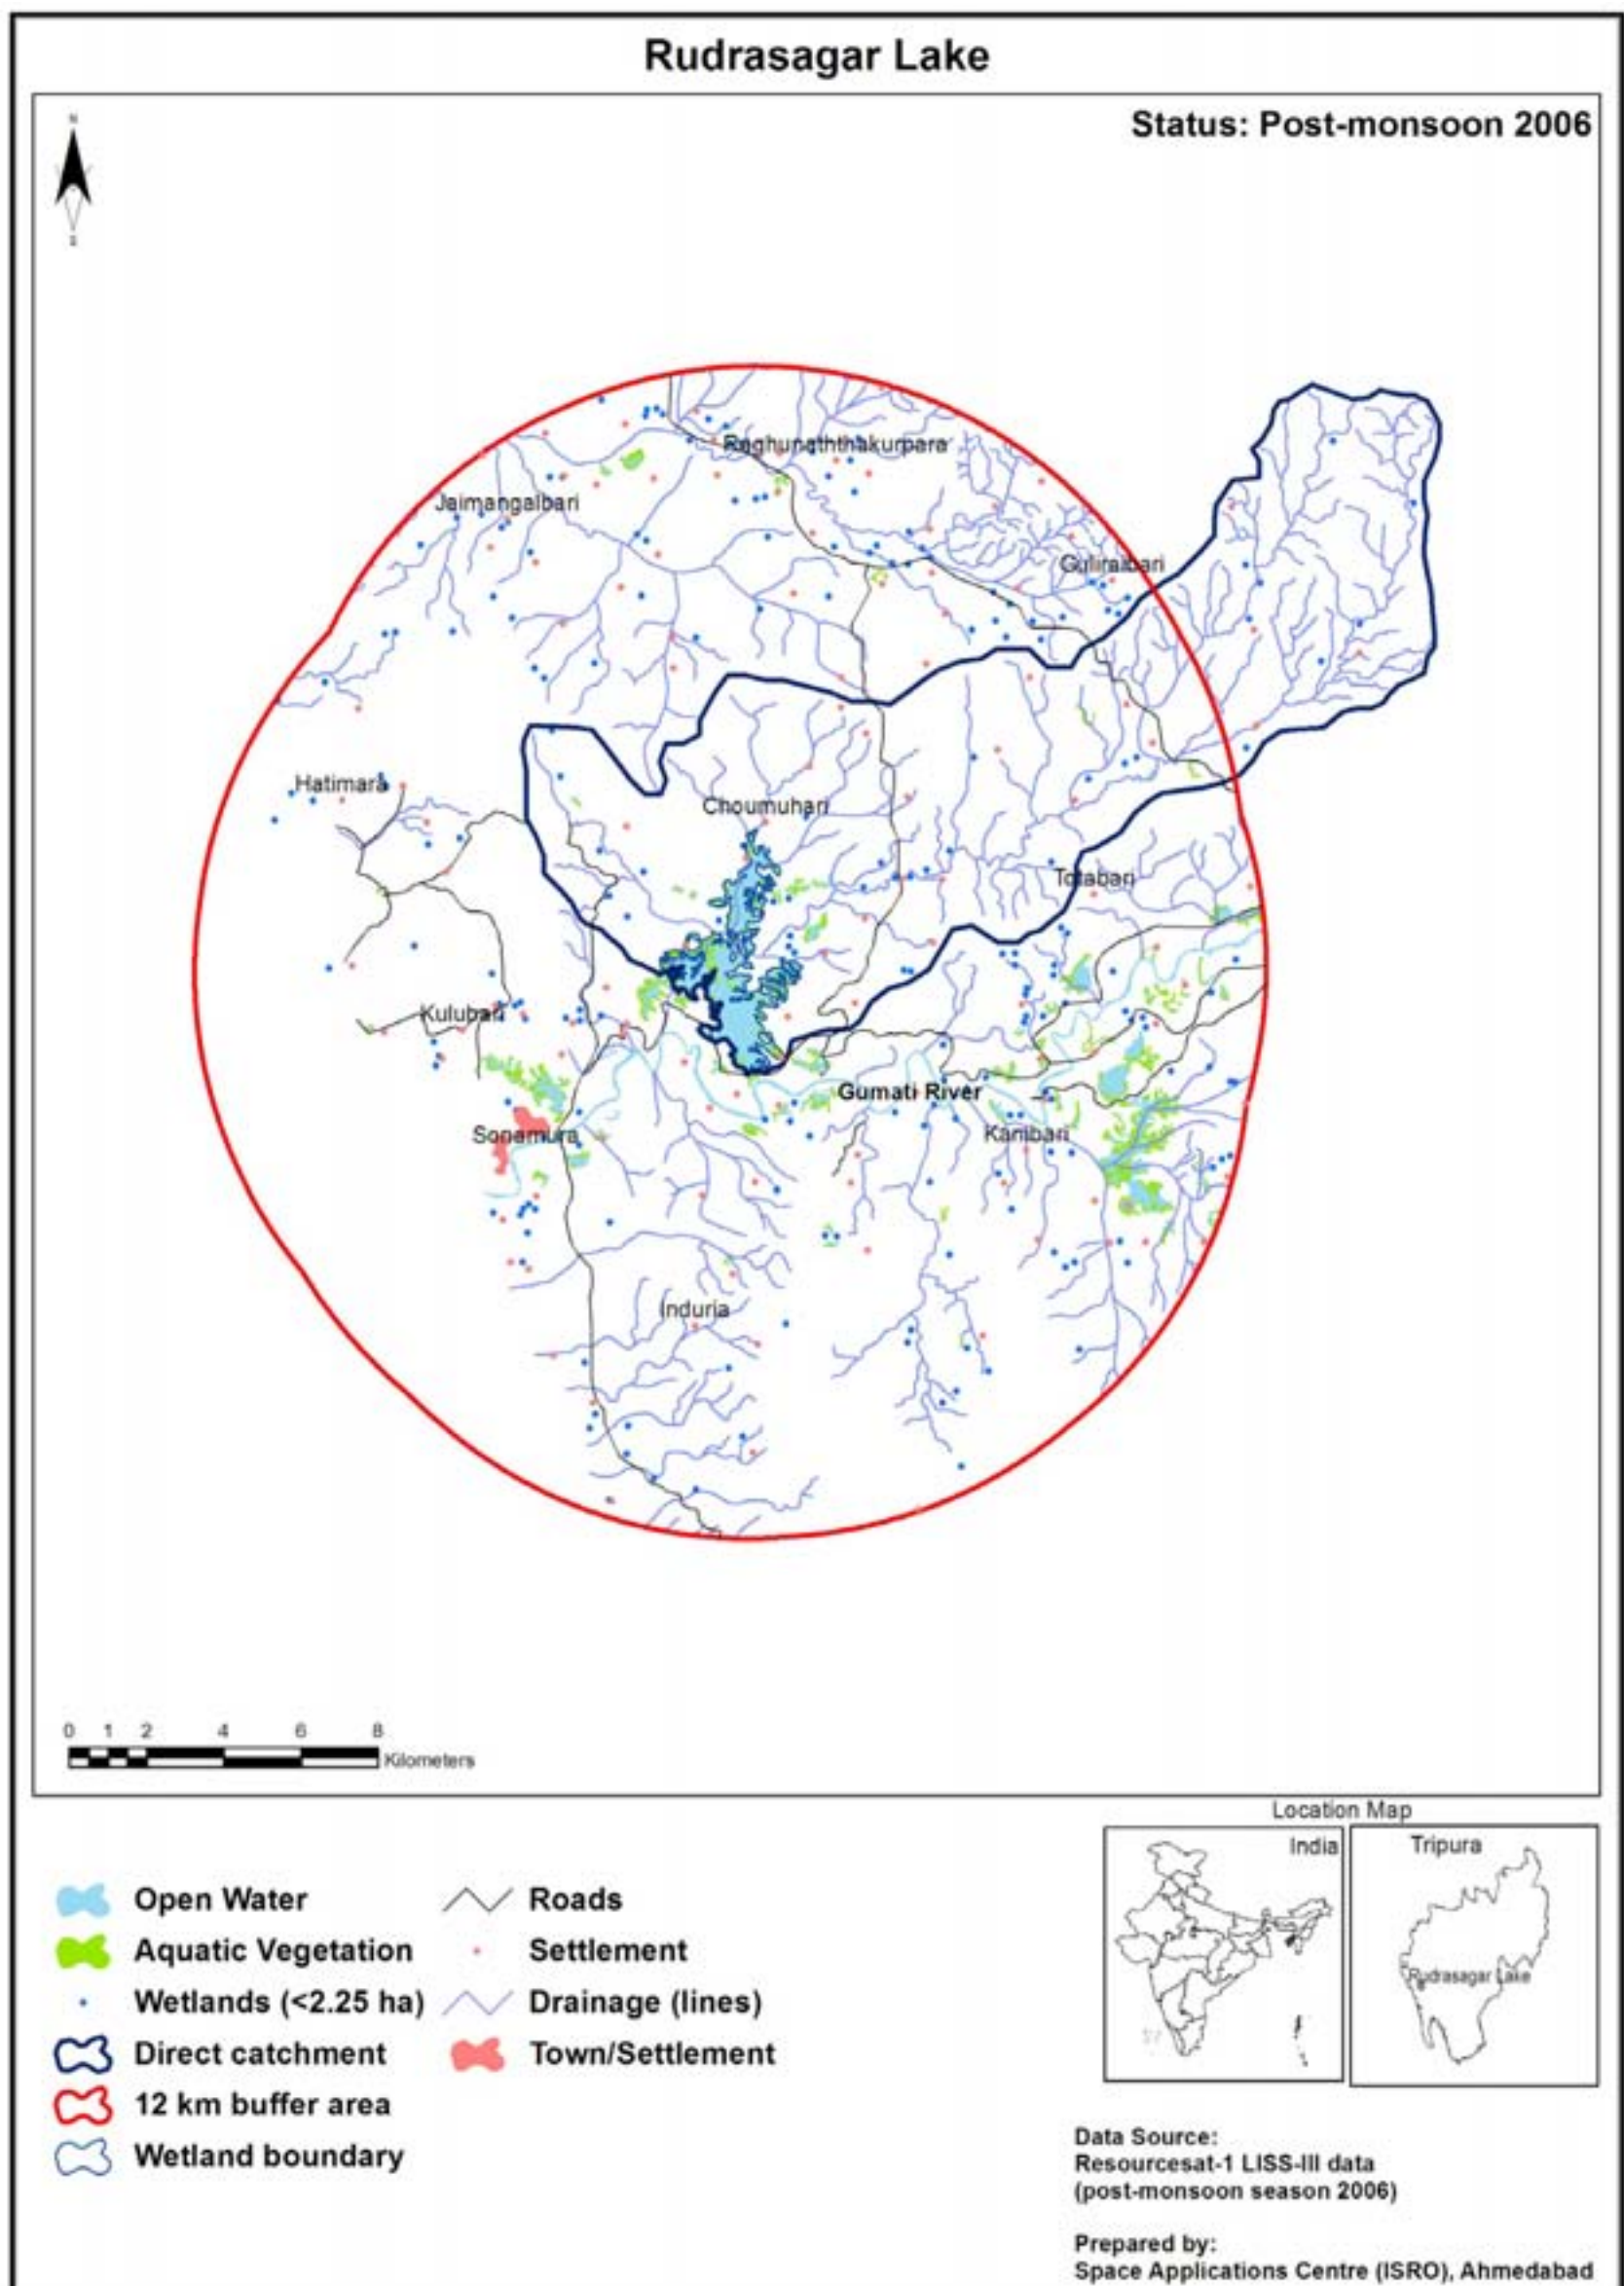 Rudrasagar Lake
Status: Post-monsoon 2006
N
S
Raghunaththakurpara
Jaimangalbari
Guliraibari
Hatimara
Choumuhari
Totabari
Kulubari
Gumati River
Sonamura
Kanibari
Induria
0 1 2 4 6 8
Kilometers
Location Map
India
Tripura
Rudrasagar Lake
Open Water
Roads
Aquatic Vegetation
Settlement
Wetlands (<2.25 ha)
Drainage (lines)
Direct catchment
Town/Settlement
12 km buffer area
Wetland boundary
Data Source:
Resourcesat-1 LISS-III data
(post-monsoon season 2006)
Prepared by:
Space Applications Centre (ISRO), Ahmedabad